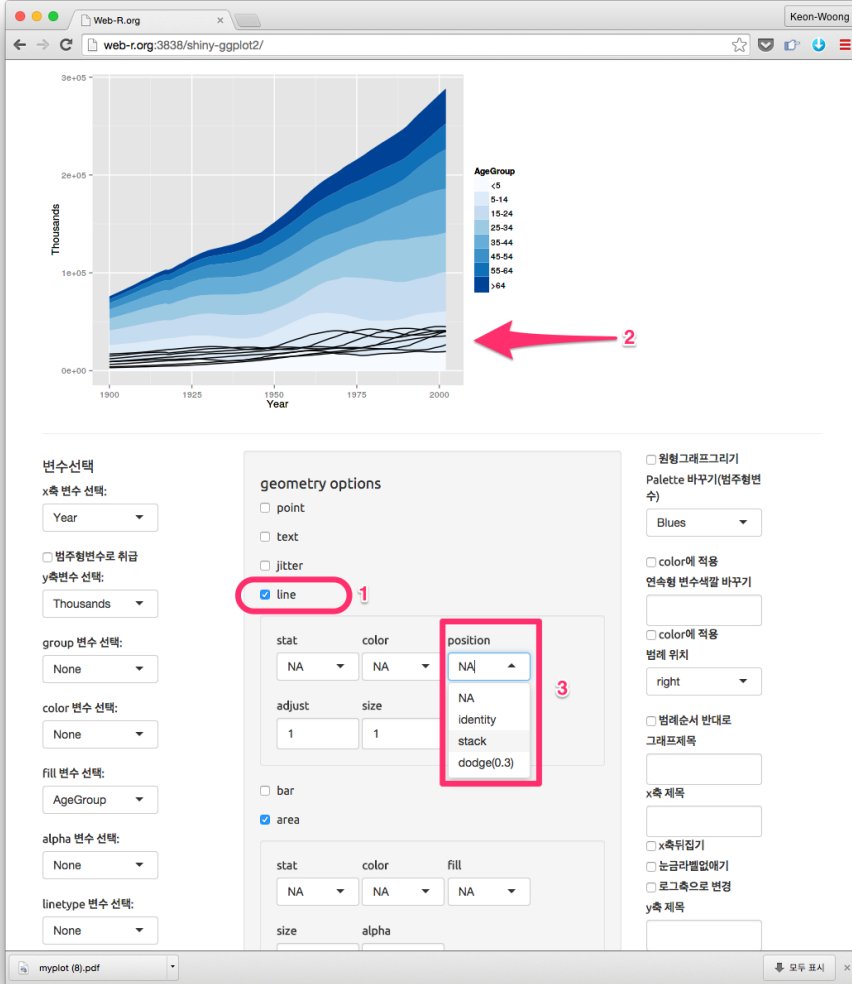 Web-R.org
Keon-Woong
web-r.org:3838/shiny-ggplot2/
3e+05
2e+05
1e+05
0e+00
Thousands
1900
1925
1950
1975
2000
Year
AgeGroup
<5
5-14
15-24
25-34
35-44
45-54
55-64
>64
2
변수선택
x축 변수 선택:
Year
범주형변수로 취급
y축변수 선택:
Thousands
group 변수 선택:
None
color 변수 선택:
None
fill 변수 선택:
AgeGroup
alpha 변수 선택:
None
linetype 변수 선택:
None
geometry options
point
text
jitter
line
1
stat
color
position
NA
NA
NA
NA
identity
stack
dodge(0.3)
3
adjust
size
1
1
bar
area
stat
color
fill
NA
NA
NA
size
alpha
원형그래프그리기
Palette 바꾸기(범주형변
수)
Blues
color에 적용
연속형 변수색깔 바꾸기
color에 적용
범례 위치
right
범례순서 반대로
그래프제목
x축 제목
x축뒤집기
눈금라벨없애기
로그축으로 변경
y축 제목
myplot (8).pdf
모두 표시